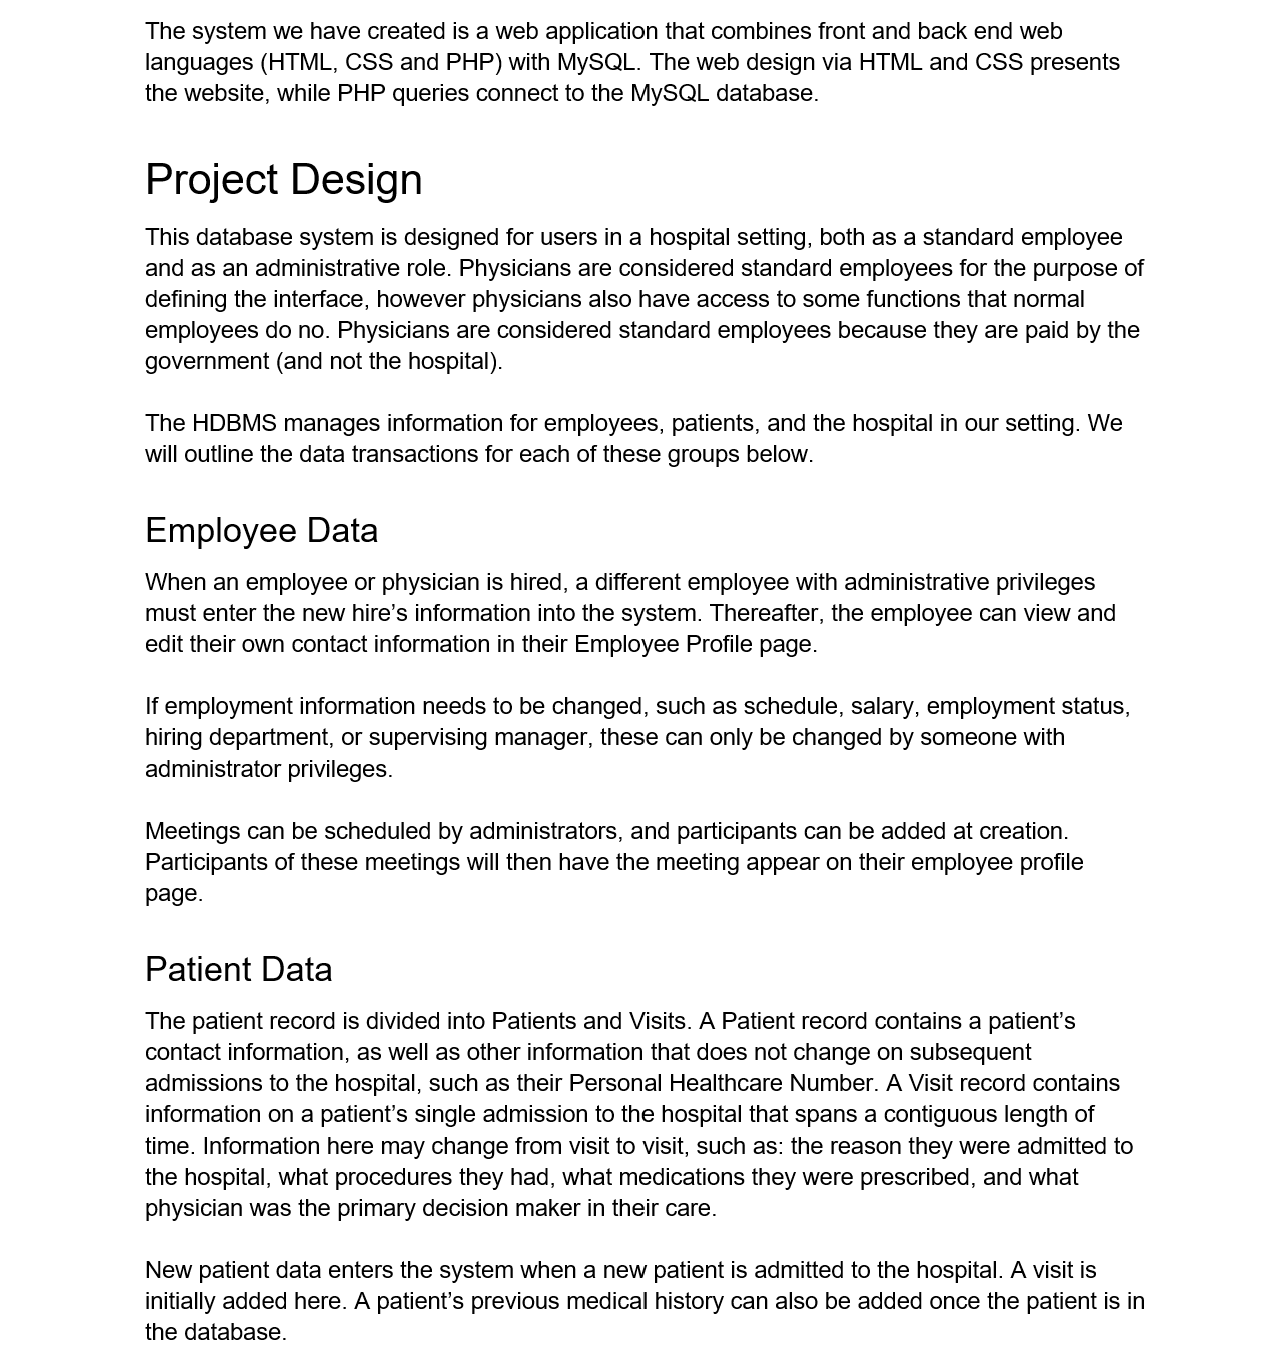 The system we have created is a web application that combines front and back end web
languages (HTML, CSS and PHP) with MySQL. The web design via HTML and CSS presents
the website, while PHP queries connect to the MySQL database.
Project Design
This database system is designed for users in a hospital setting, both as a standard employee
and as an administrative role. Physicians are considered standard employees for the purpose of
defining the interface, however physicians also have access to some functions that normal
employees do no. Physicians are considered standard employees because they are paid by the
government (and not the hospital).
The HDBMS manages information for employees, patients, and the hospital in our setting. We
will outline the data transactions for each of these groups below.
Employee Data
When an employee or physician is hired, a different employee with administrative privileges
must enter the new hire’s information into the system. Thereafter, the employee can view and
edit their own contact information in their Employee Profile page.
If employment information needs to be changed, such as schedule, salary, employment status,
hiring department, or supervising manager, these can only be changed by someone with
administrator privileges.
Meetings can be scheduled by administrators, and participants can be added at creation.
Participants of these meetings will then have the meeting appear on their employee profile
page.
Patient Data
The patient record is divided into Patients and Visits. A Patient record contains a patient’s
contact information, as well as other information that does not change on subsequent
admissions to the hospital, such as their Personal Healthcare Number. A Visit record contains
information on a patient’s single admission to the hospital that spans a contiguous length of
time. Information here may change from visit to visit, such as: the reason they were admitted to
the hospital, what procedures they had, what medications they were prescribed, and what
physician was the primary decision maker in their care.
New patient data enters the system when a new patient is admitted to the hospital. A visit is
initially added here. A patient’s previous medical history can also be added once the patient is in
the database.